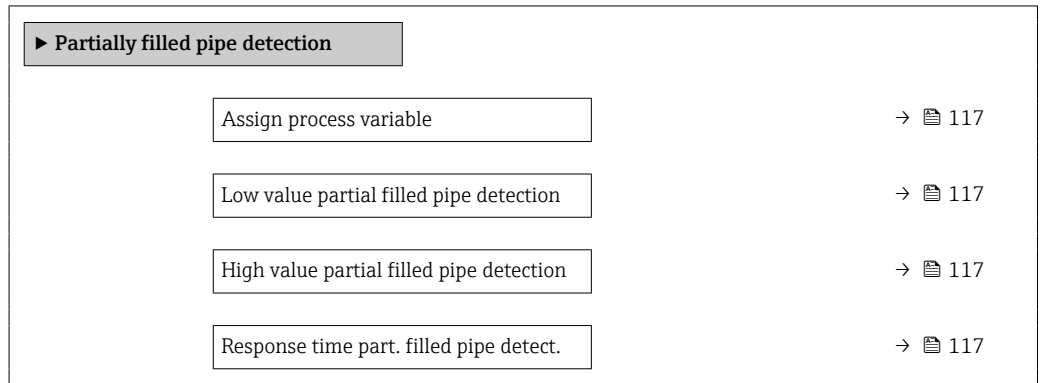 ► Partially filled pipe detection
Assign process variable → 117
Low value partial filled pipe detection → 117
High value partial filled pipe detection → 117
Response time part. filled pipe detect. → 117